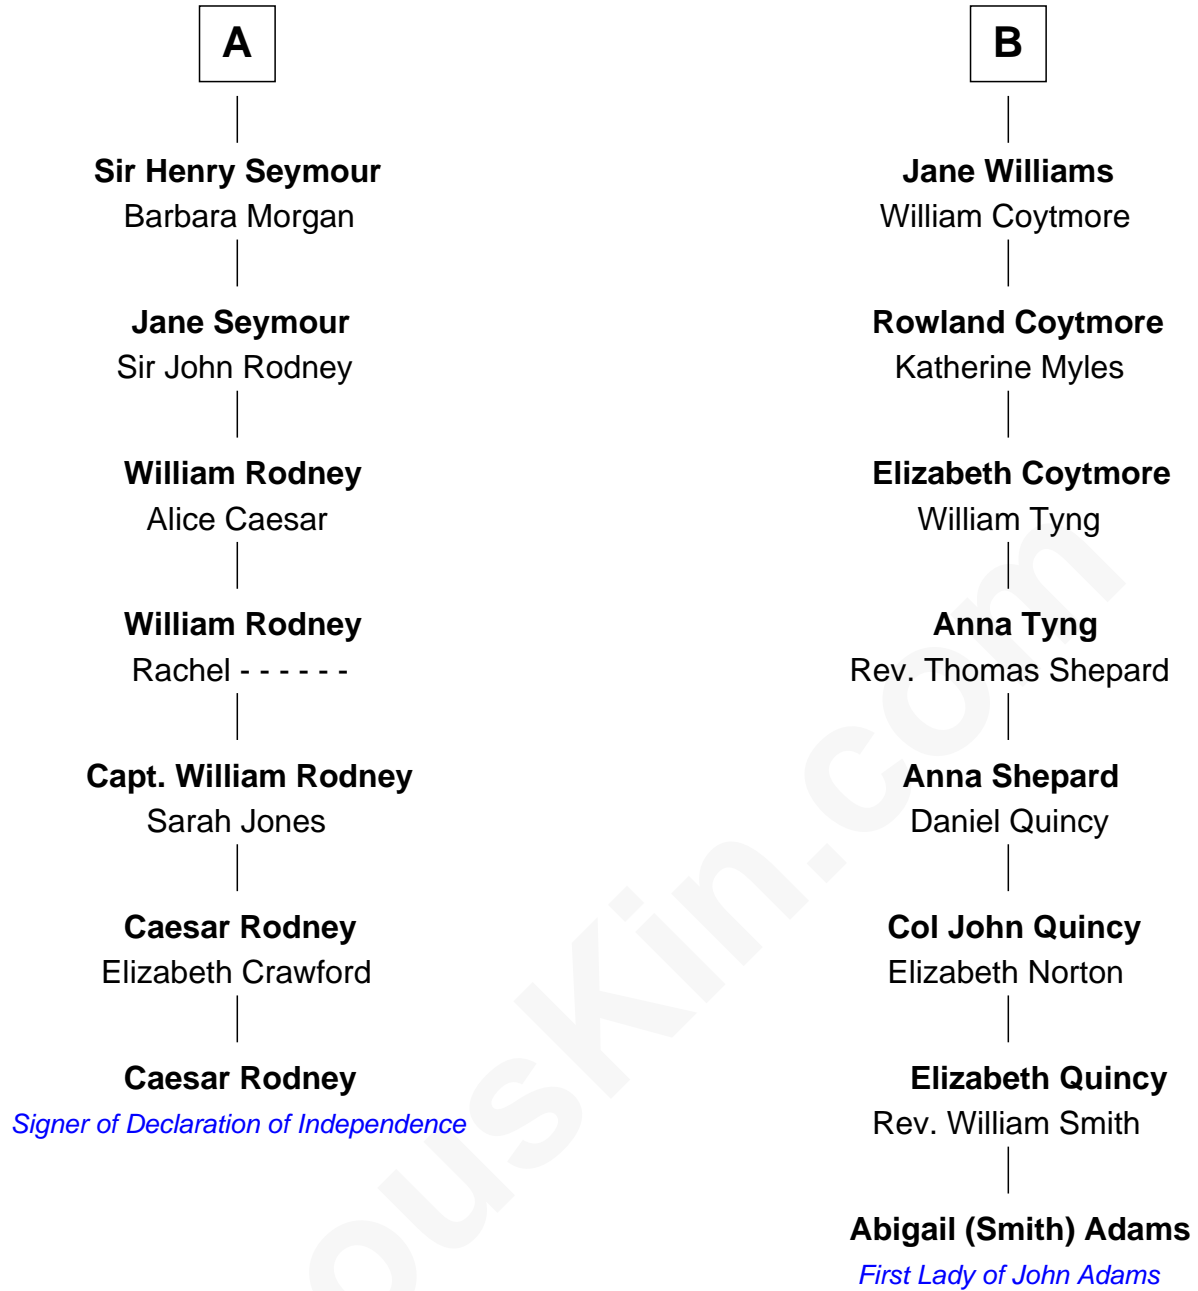 A
Sir Henry Seymour
Barbara Morgan
Jane Seymour
Sir John Rodney
William Rodney
Alice Caesar
William Rodney
Rachel - - - - - -
Capt. William Rodney
Sarah Jones
Caesar Rodney
Elizabeth Crawford
Caesar Rodney
Signer of Declaration of Independence
B
Jane Williams
William Coytmore
Rowland Coytmore
Katherine Myles
Elizabeth Coytmore
William Tyng
Anna Tyng
Rev. Thomas Shepard
Anna Shepard
Daniel Quincy
Col John Quincy
Elizabeth Norton
Elizabeth Quincy
Rev. William Smith
Abigail (Smith) Adams
First Lady of John Adams
ousKin.com